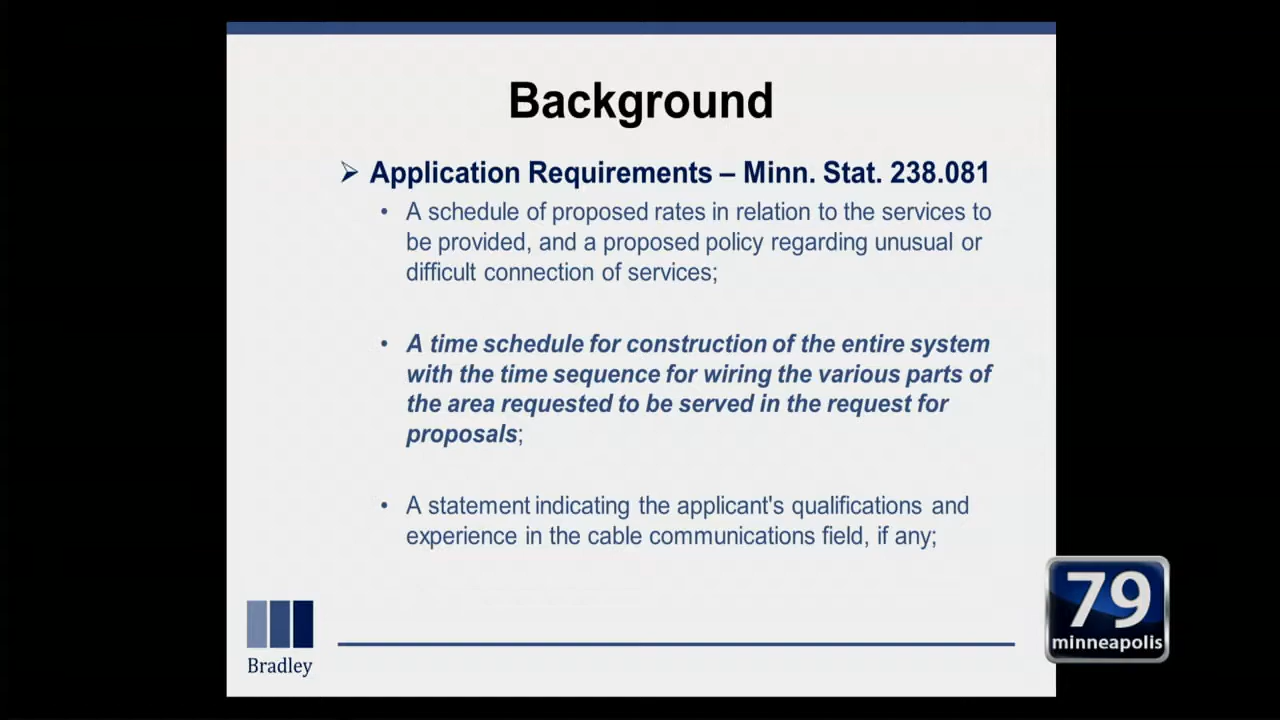 Background
➢ Application Requirements – Minn. Stat. 238.081
• A schedule of proposed rates in relation to the services to
be provided, and a proposed policy regarding unusual or
difficult connection of services;
• A time schedule for construction of the entire system
with the time sequence for wiring the various parts of
the area requested to be served in the request for
proposals;
• A statement indicating the applicant's qualifications and
experience in the cable communications field, if any;
79
minneapolis
Bradley